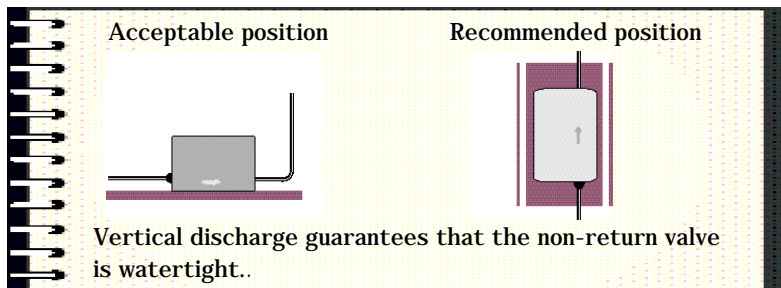 Acceptable position
Recommended position
Vertical discharge guarantees that the non-return valve
is watertight..